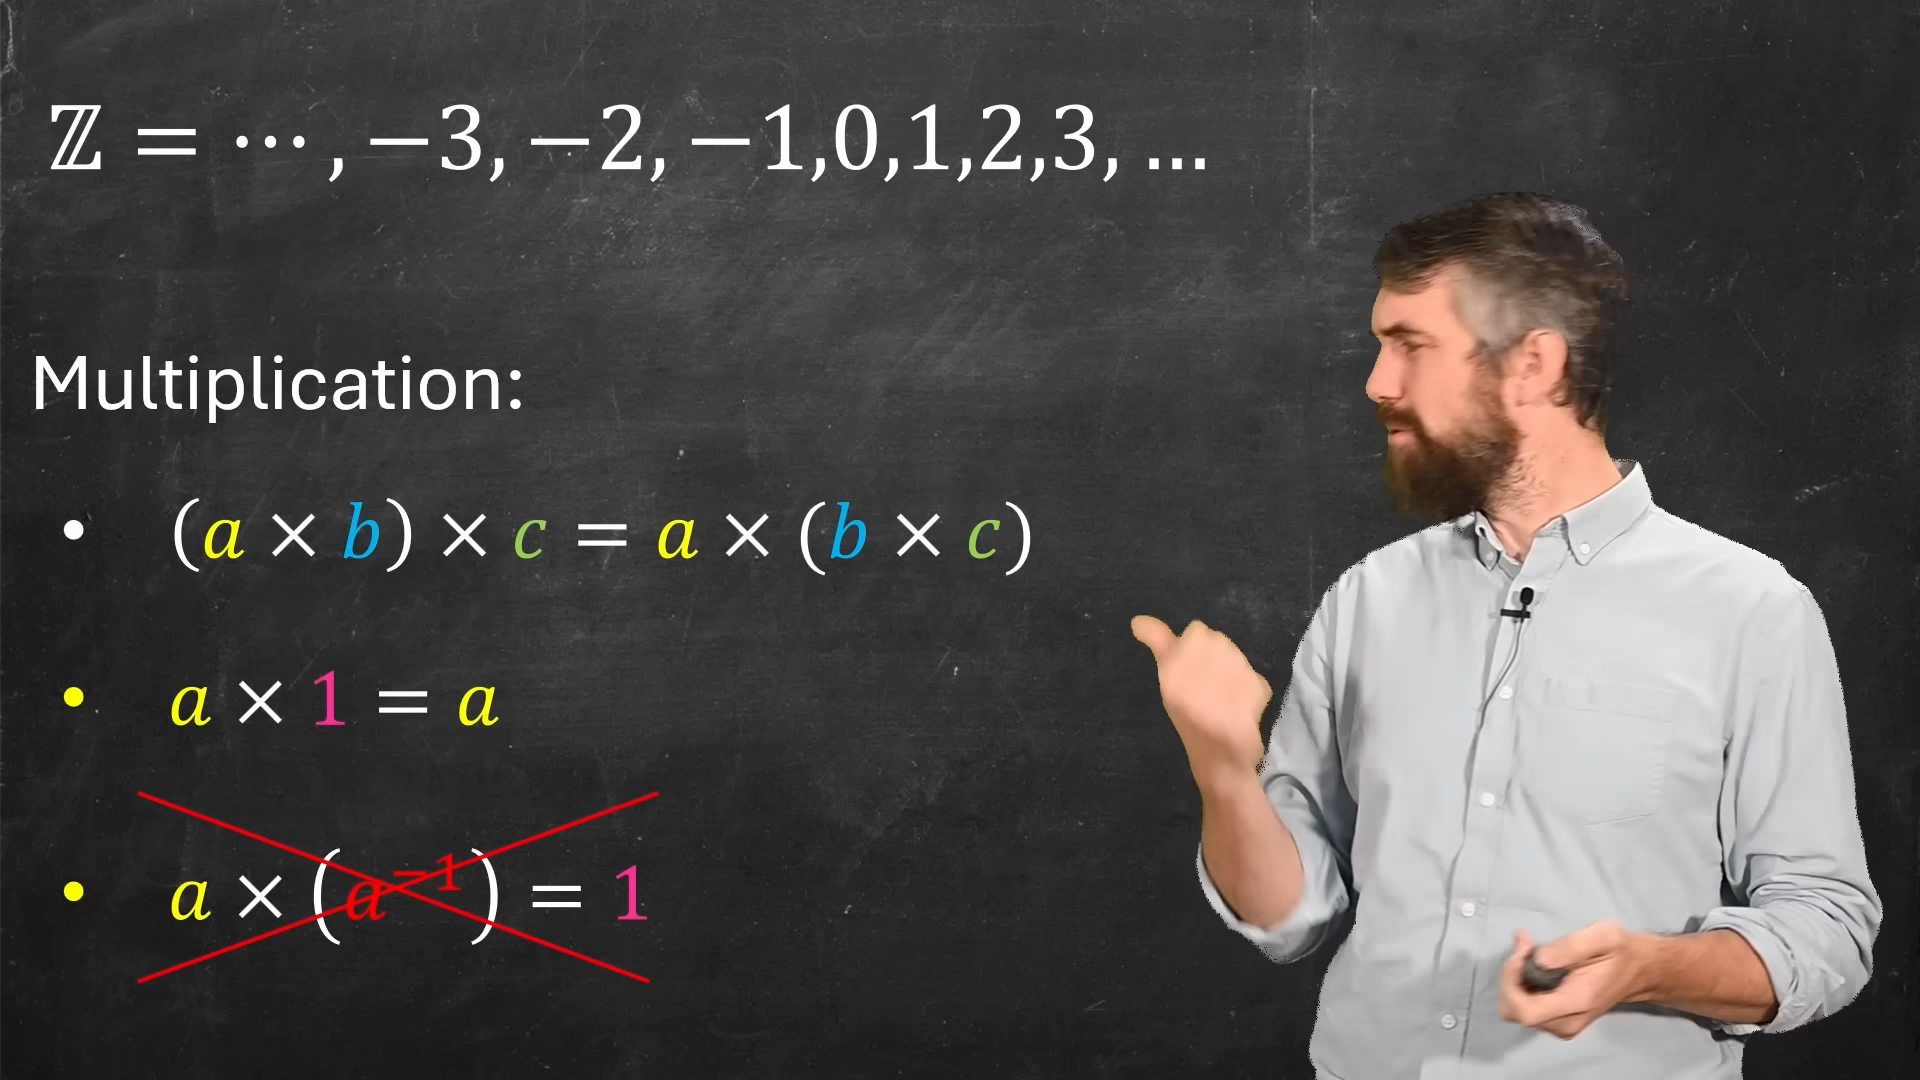 ℤ = ⋯ , −3, −2, −1,0,1,2,3, …
Multiplication:
• (a × b) × c = a × (b × c)
• a × 1 = a
• a × (a⁻¹) = 1